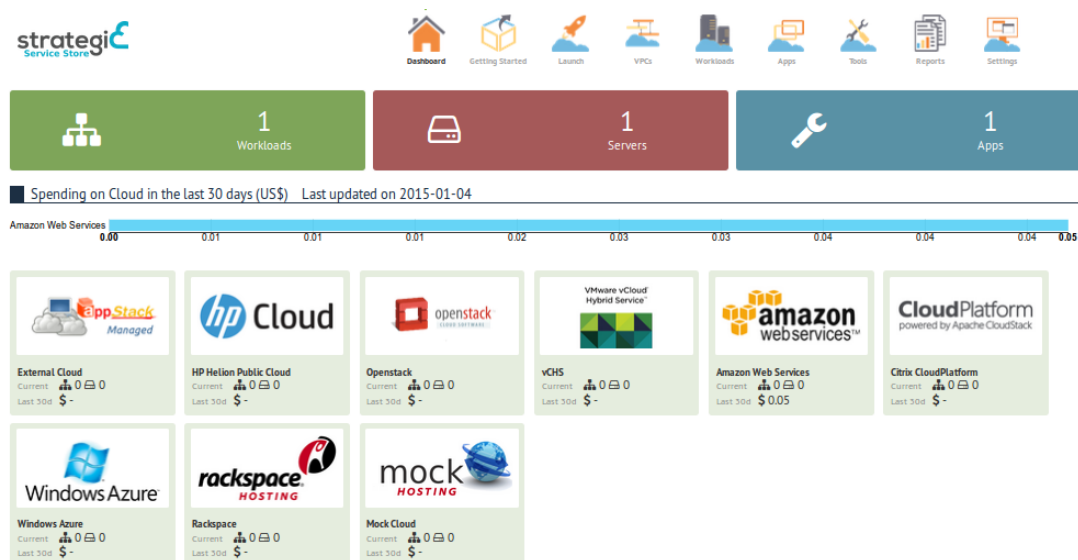 strategiE
Service Store
Dashboard Getting Started Launch VPCs Workloads Apps Tools Reports Settings
1
Workloads
1
Servers
1
Apps
Spending on Cloud in the last 30 days (US$) Last updated on 2015-01-04
Amazon Web Services
0.00 0.01 0.01 0.01 0.02 0.03 0.03 0.04 0.04 0.04 0.05
appStack
Managed
External Cloud
Current 0 0
Last 30d $ -
hp Cloud
HP Helion Public Cloud
Current 0 0
Last 30d $ -
openstack
CLOUD SOFTWARE
Openstack
Current 0 0
Last 30d $ -
VMware vCloud
Hybrid Service™
vCHS
Current 0 0
Last 30d $ -
amazon
webservices™
Amazon Web Services
Current 0 0
Last 30d $ 0.05
CloudPlatform
powered by Apache CloudStack
Citrix CloudPlatform
Current 0 0
Last 30d $ -
Windows Azure
Windows Azure
Current 0 0
Last 30d $ -
rackspace
HOSTING
Rackspace
Current 0 0
Last 30d $ -
mock
HOSTING
Mock Cloud
Current 0 0
Last 30d $ -